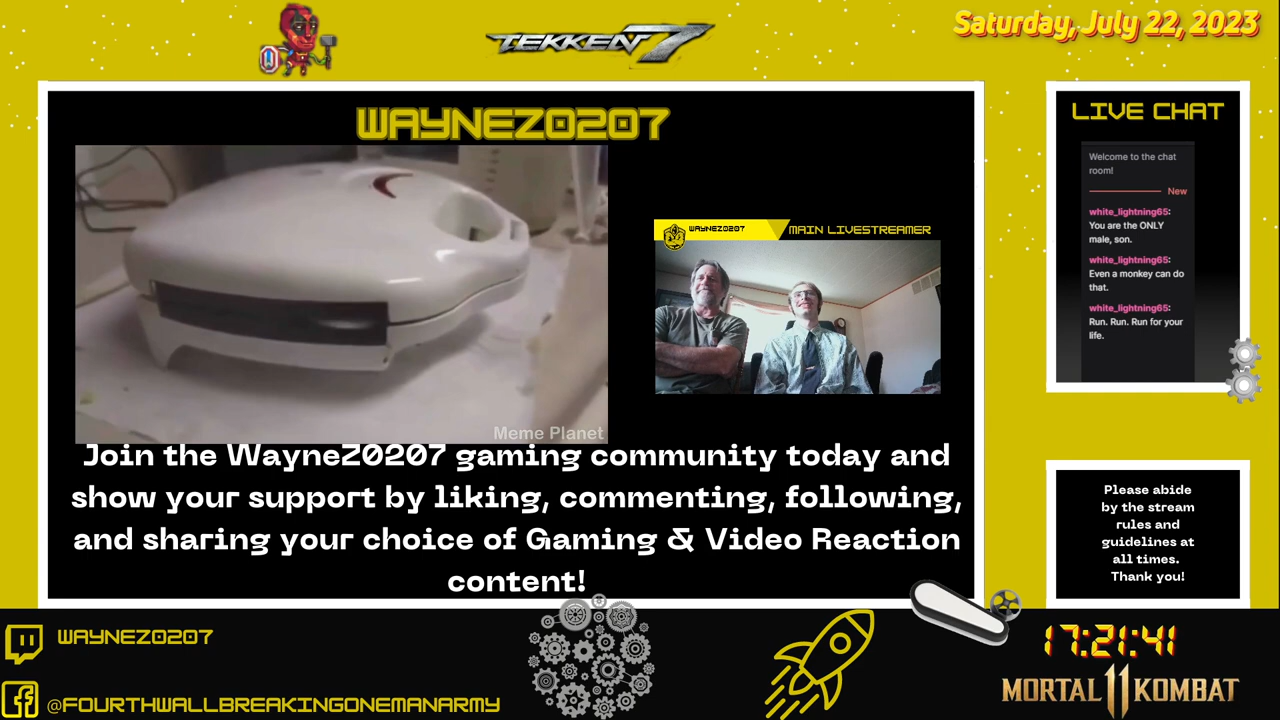 TEKKEN 7
Saturday, July 22, 2023
WAYNEZ0207
LIVE CHAT
Welcome to the chat
room!
New
white_lightning65:
You are the ONLY
male, son.
white_lightning65:
Even a monkey can do
that.
white_lightning65:
Run. Run. Run for your
life.
WAYNEZ0207
MAIN LIVESTREAMER
Meme Planet
Join the WayneZ0207 gaming community today and
show your support by liking, commenting, following,
and sharing your choice of Gaming & Video Reaction
content!
Please abide
by the stream
rules and
guidelines at
all times.
Thank you!
WAYNEZ0207
@FOURTHWALLBREAKINGONEMANARMY
17:21:41
MORTAL KOMBAT 11